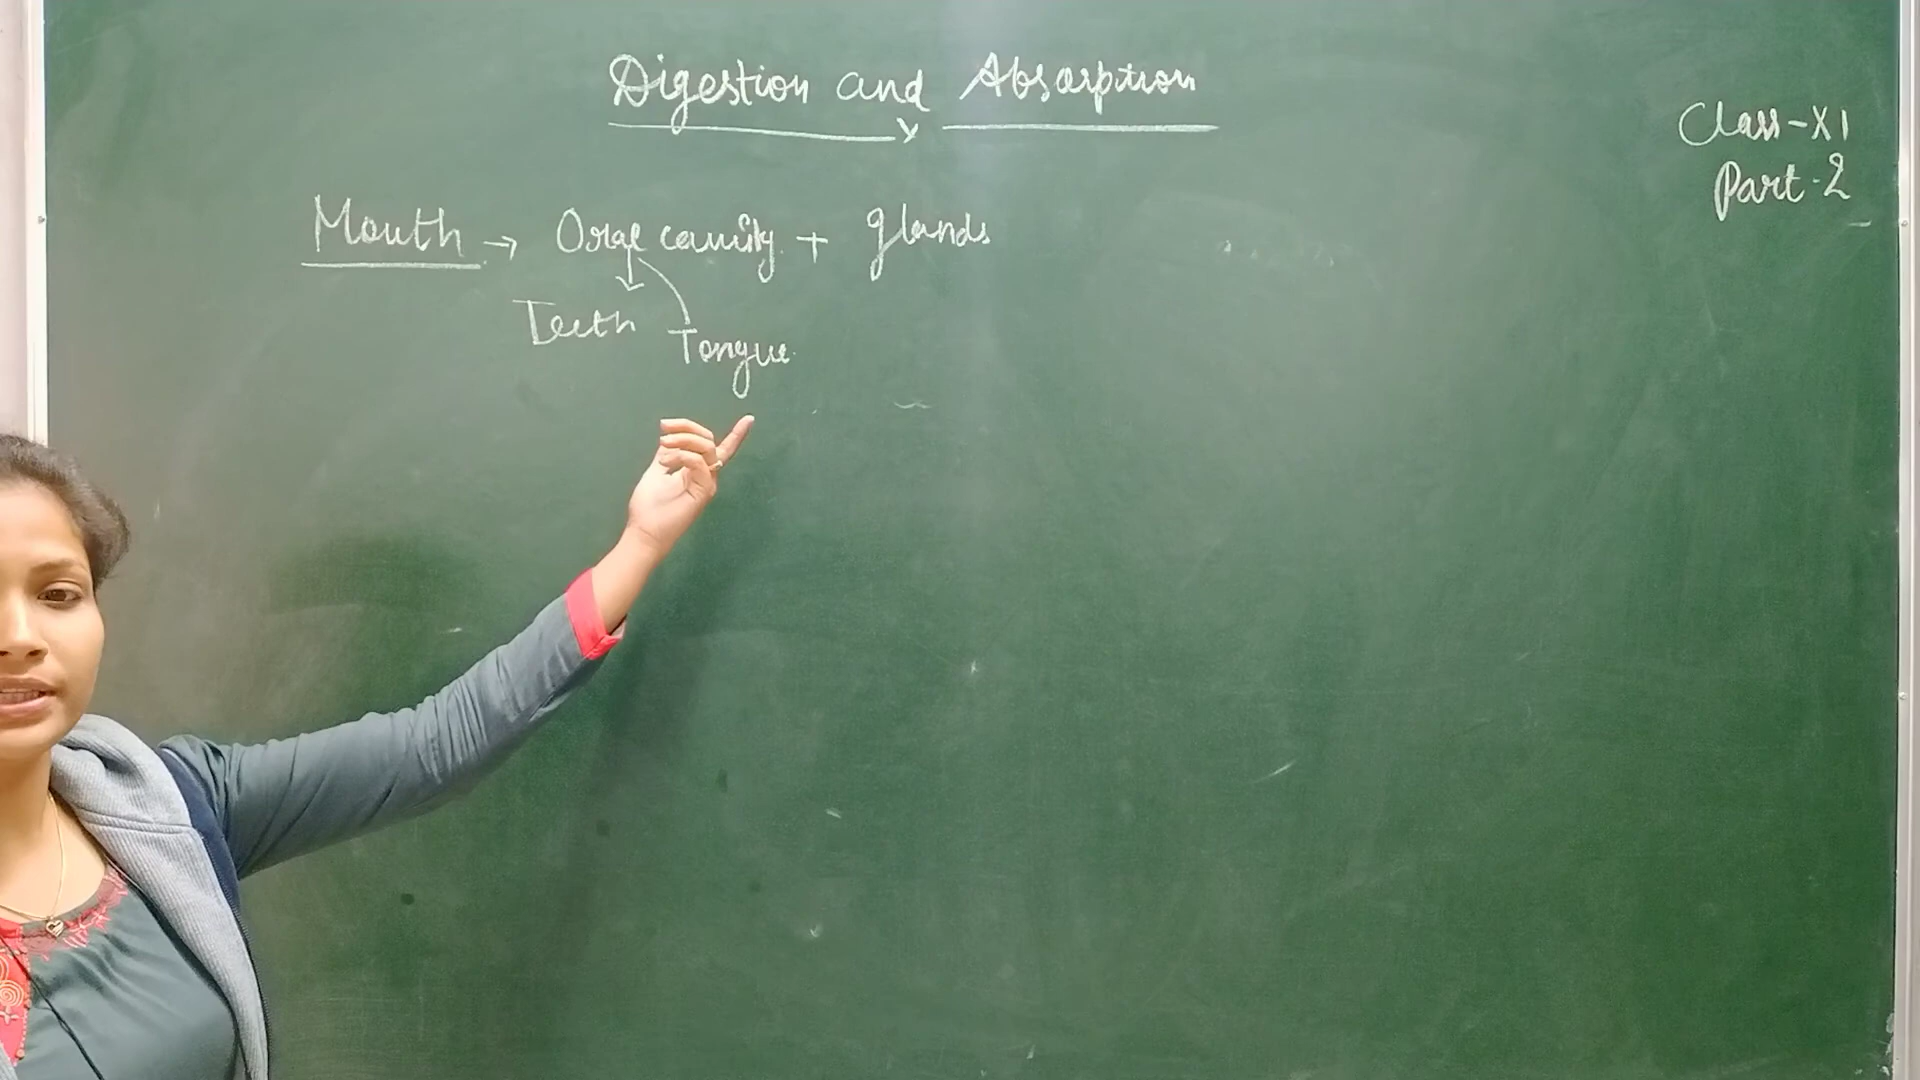 Digestion and Absorption
Class-XI
Part-2
Mouth → Oral cavity + glands
Teeth
Tongue